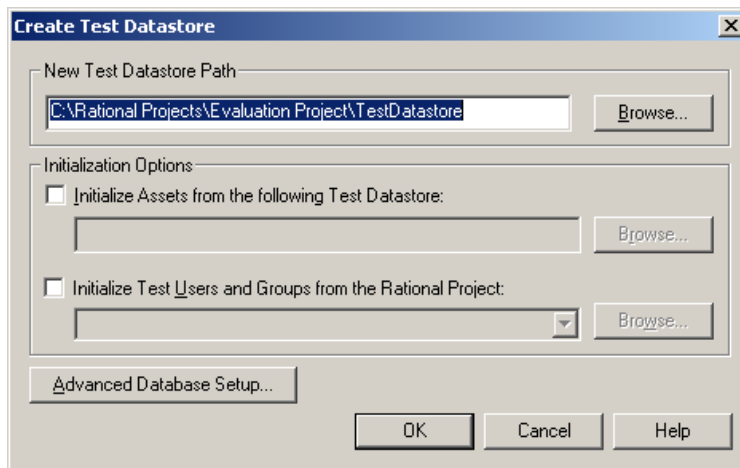 Create Test Datastore
New Test Datastore Path
C:\Rational Projects\Evaluation Project\TestDatastore
Browse...
Initialization Options
Initialize Assets from the following Test Datastore:
Browse...
Initialize Test Users and Groups from the Rational Project:
Browse...
Advanced Database Setup...
OK Cancel Help